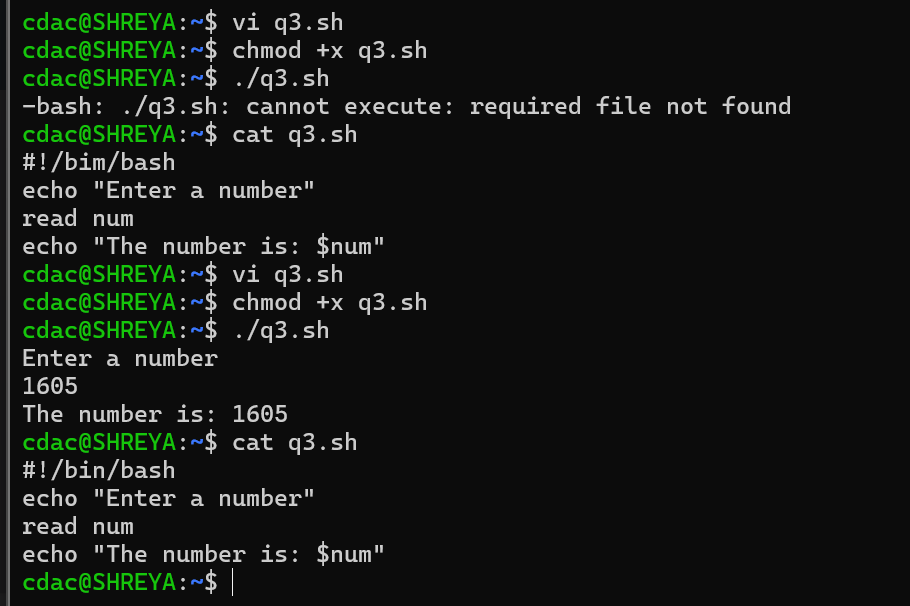 cdac@SHREYA:~$ vi q3.sh
cdac@SHREYA:~$ chmod +x q3.sh
cdac@SHREYA:~$ ./q3.sh
-bash: ./q3.sh: cannot execute: required file not found
cdac@SHREYA:~$ cat q3.sh
#!/bim/bash
echo "Enter a number"
read num
echo "The number is: $num"
cdac@SHREYA:~$ vi q3.sh
cdac@SHREYA:~$ chmod +x q3.sh
cdac@SHREYA:~$ ./q3.sh
Enter a number
1605
The number is: 1605
cdac@SHREYA:~$ cat q3.sh
#!/bin/bash
echo "Enter a number"
read num
echo "The number is: $num"
cdac@SHREYA:~$